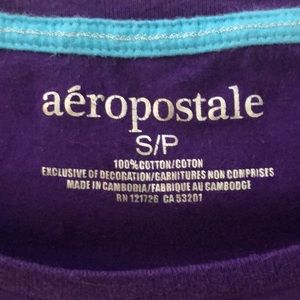 aéropostale
S/P
100% COTTON/COTON
EXCLUSIVE OF DECORATION/GARNITURES NON COMPRISES
MADE IN CAMBODIA/FABRIQUE AU CAMBODGE
RN 121726 CA 53201